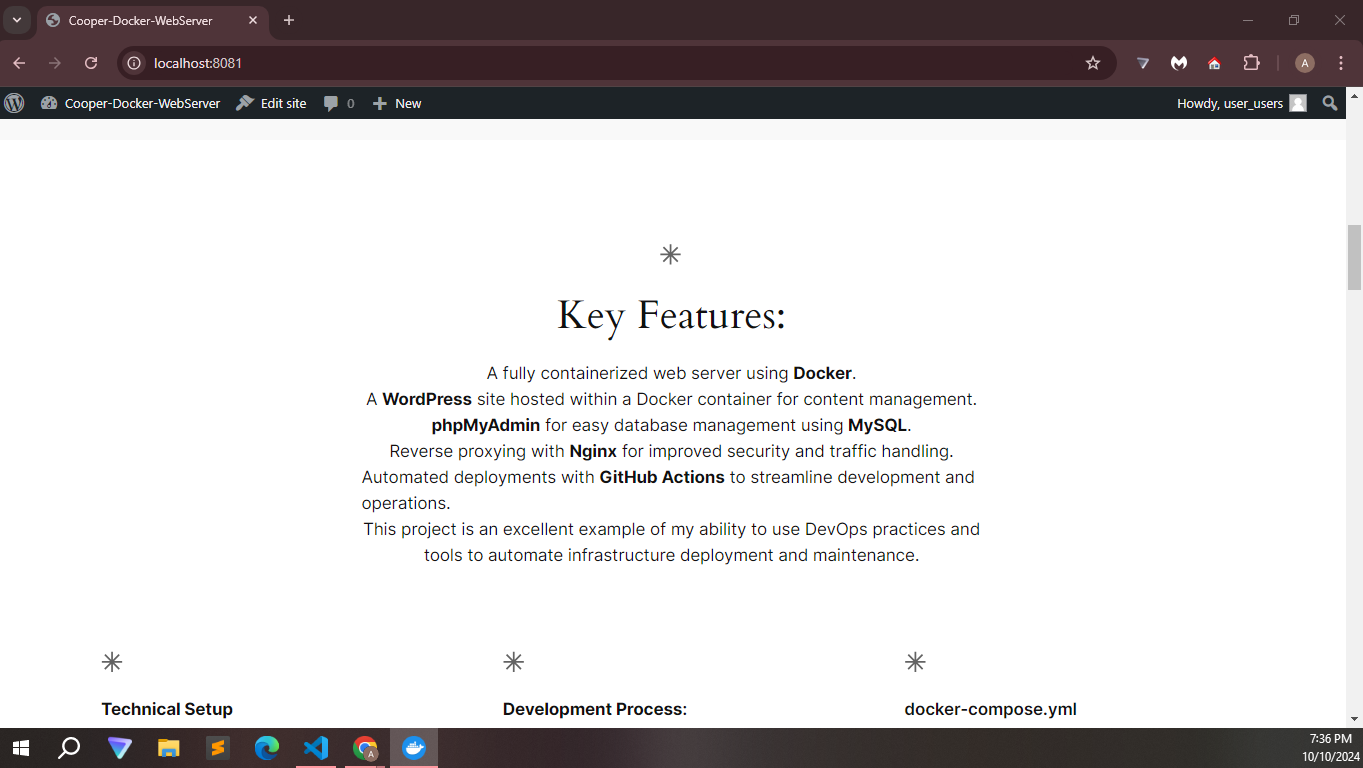 Cooper-Docker-WebServer
localhost:8081
A
Cooper-Docker-WebServer Edit site 0 New Howdy, user_users
Key Features:
A fully containerized web server using Docker.
A WordPress site hosted within a Docker container for content management.
phpMyAdmin for easy database management using MySQL.
Reverse proxying with Nginx for improved security and traffic handling.
Automated deployments with GitHub Actions to streamline development and
operations.
This project is an excellent example of my ability to use DevOps practices and
tools to automate infrastructure deployment and maintenance.
Technical Setup
Development Process:
docker-compose.yml
A
7:36 PM
10/10/2024